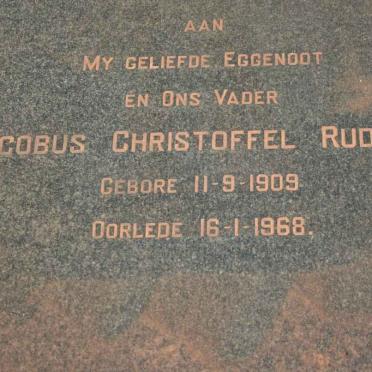 AAN
MY GELIEFDE EGGENOOT
EN ONS VADER
COBUS CHRISTOFFEL RUD
GEBORE 11-9-1909
OORLEDE 16-1-1968.